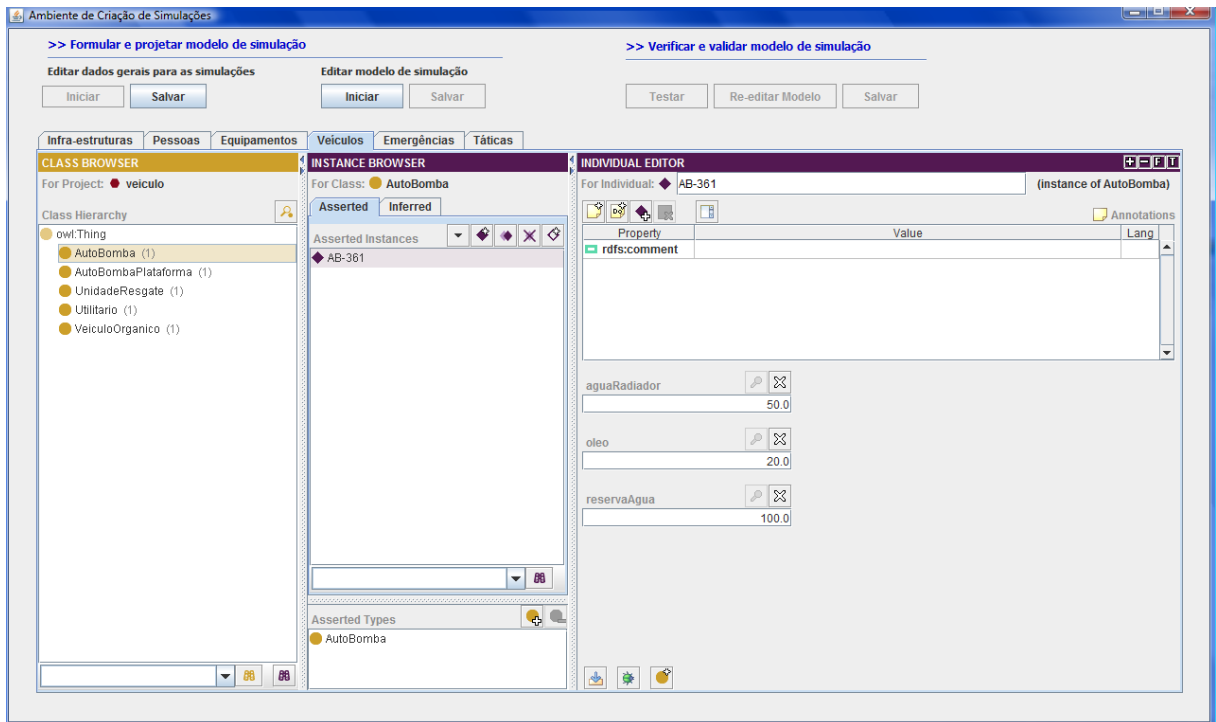 Ambiente de Criação de Simulações
>> Formular e projetar modelo de simulação
>> Verificar e validar modelo de simulação
Editar dados gerais para as simulações
Editar modelo de simulação
Iniciar
Salvar
Iniciar
Salvar
Testar
Re-editar Modelo
Salvar
Infra-estruturas
Pessoas
Equipamentos
Veículos
Emergências
Táticas
CLASS BROWSER
For Project: veiculo
Class Hierarchy
owl:Thing
AutoBomba (1)
AutoBombaPlataforma (1)
UnidadeResgate (1)
Utilitario (1)
VeiculoOrganico (1)
INSTANCE BROWSER
For Class: AutoBomba
Asserted
Inferred
Asserted Instances
AB-361
Asserted Types
AutoBomba
INDIVIDUAL EDITOR
+ - F T
For Individual: AB-361 (instance of AutoBomba)
Annotations
Property Value Lang
rdfs:comment
aguaRadiador
50.0
oleo
20.0
reservaAgua
100.0